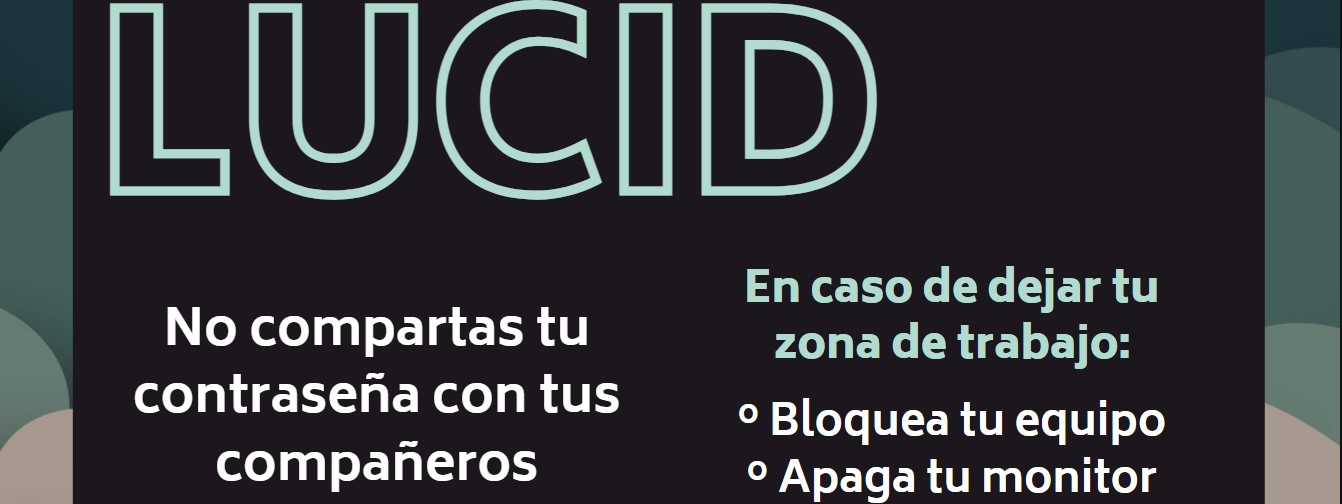 LUCID
No compartas tu
contraseña con tus
compañeros
En caso de dejar tu
zona de trabajo:
º Bloquea tu equipo
º Apaga tu monitor